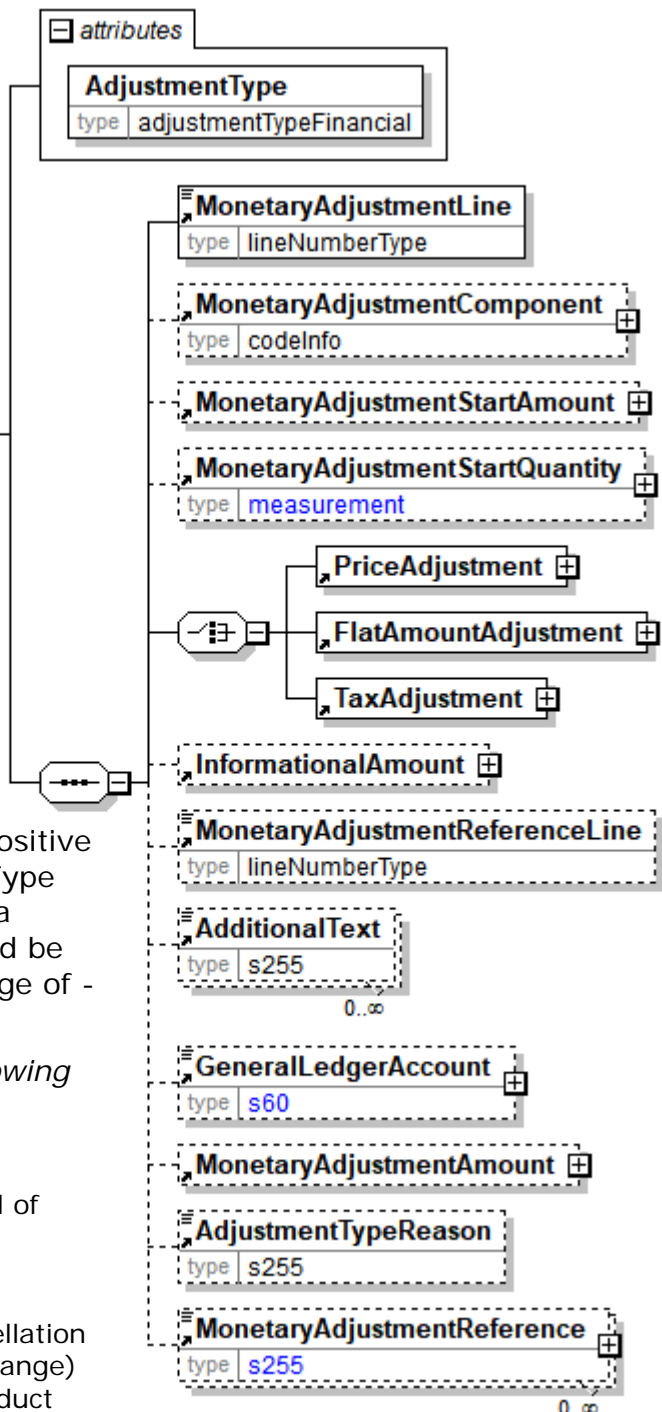 attributes
AdjustmentType
type adjustmentTypeFinancial
MonetaryAdjustmentLine
type lineNumberType
MonetaryAdjustmentComponent
type codeInfo
MonetaryAdjustmentStartAmount
MonetaryAdjustmentStartQuantity
type measurement
PriceAdjustment
FlatAmountAdjustment
TaxAdjustment
InformationalAmount
MonetaryAdjustmentReferenceLine
type lineNumberType
AdditionalText
type s255
0..∞
GeneralLedgerAccount
type s60
MonetaryAdjustmentAmount
AdjustmentTypeReason
type s255
MonetaryAdjustmentReference
type s255
0..∞
ositive
ype
a
d be
ge of -
owing
l of
ellation
ange)
duct